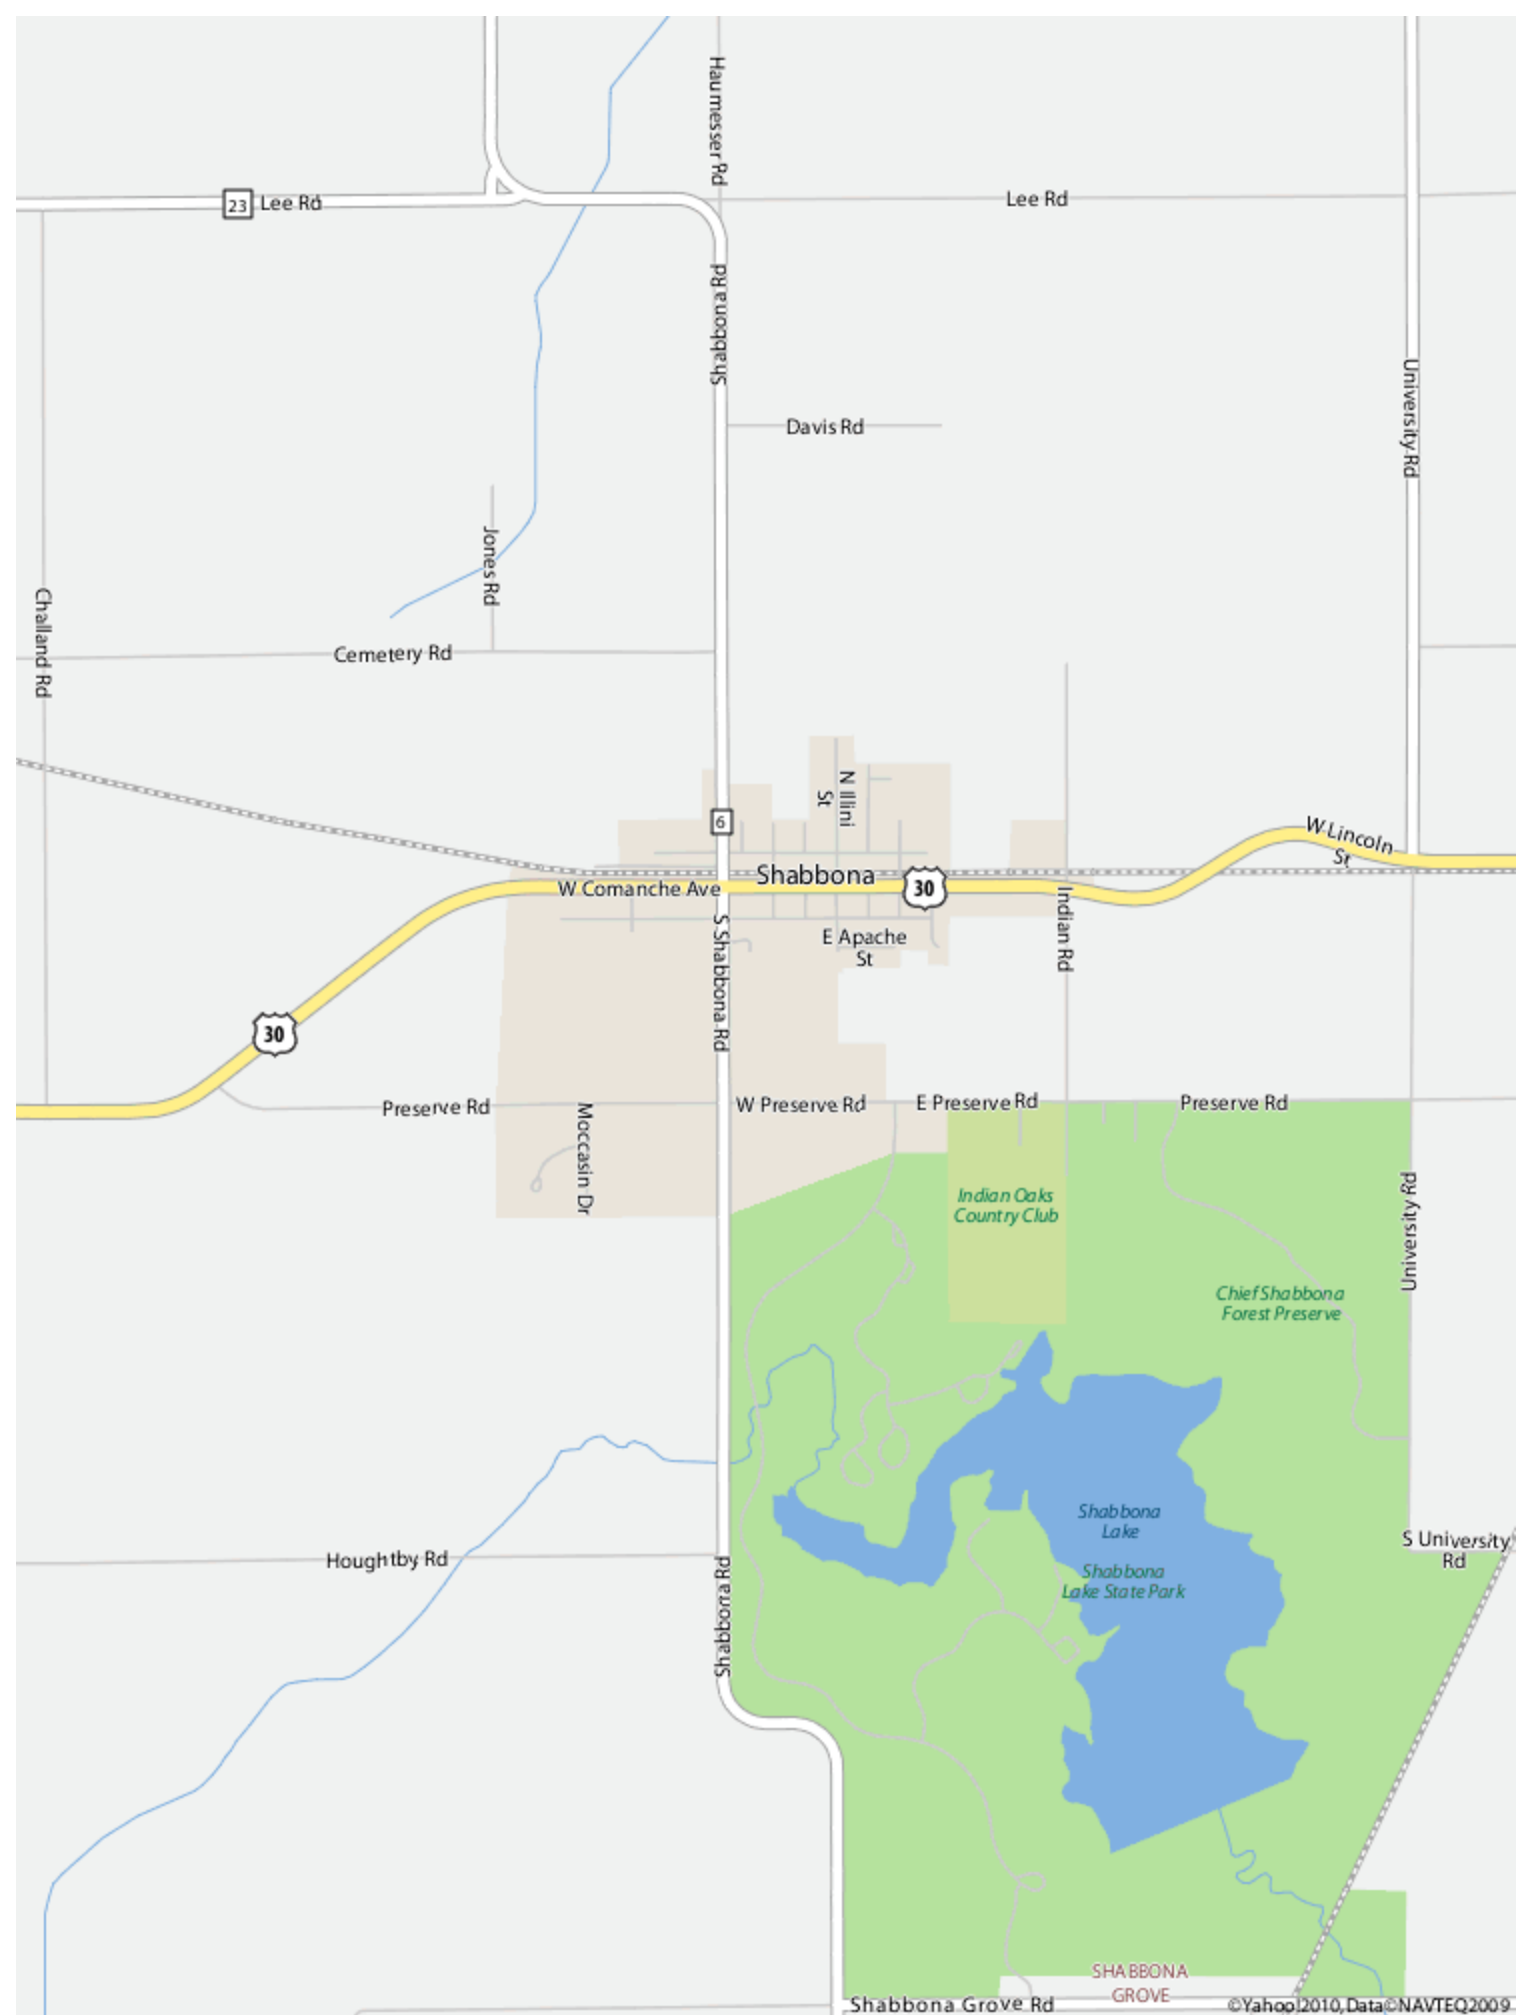 Haumesser Rd
23
Lee Rd
Lee Rd
Shabbona Rd
University Rd
Davis Rd
Jones Rd
Challand Rd
Cemetery Rd
N Illini
St
6
W Lincoln
St
Shabbona
30
W Comanche Ave
Indian Rd
S Shabbona Rd
E Apache
St
30
Preserve Rd
W Preserve Rd
E Preserve Rd
Preserve Rd
Moccasin Dr
Indian Oaks
Country Club
University Rd
Chief Shabbona
Forest Preserve
Shabbona
Lake
S University
Rd
Houghtby Rd
Shabbona
Lake State Park
Shabbona Rd
SHABBONA
GROVE
Shabbona Grove Rd
©Yahoo! 2010, Data © NAVTEQ 2009